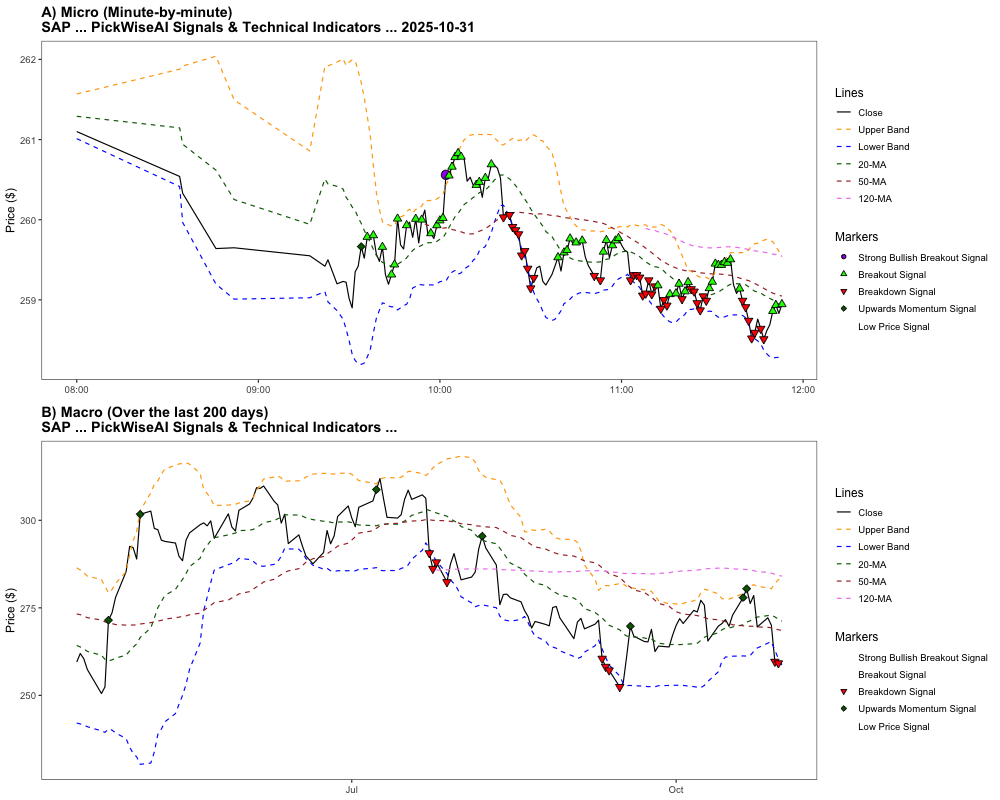 A) Micro (Minute-by-minute)
SAP ... PickWiseAI Signals & Technical Indicators ... 2025-10-31
262
261
260
259
Price ($)
08:00
09:00
10:00
11:00
12:00
Lines
Close
Upper Band
Lower Band
20-MA
50-MA
120-MA
Markers
Strong Bullish Breakout Signal
Breakout Signal
Breakdown Signal
Upwards Momentum Signal
Low Price Signal
B) Macro (Over the last 200 days)
SAP ... PickWiseAI Signals & Technical Indicators ...
300
275
250
Price ($)
Jul
Oct
Lines
Close
Upper Band
Lower Band
20-MA
50-MA
120-MA
Markers
Strong Bullish Breakout Signal
Breakout Signal
Breakdown Signal
Upwards Momentum Signal
Low Price Signal